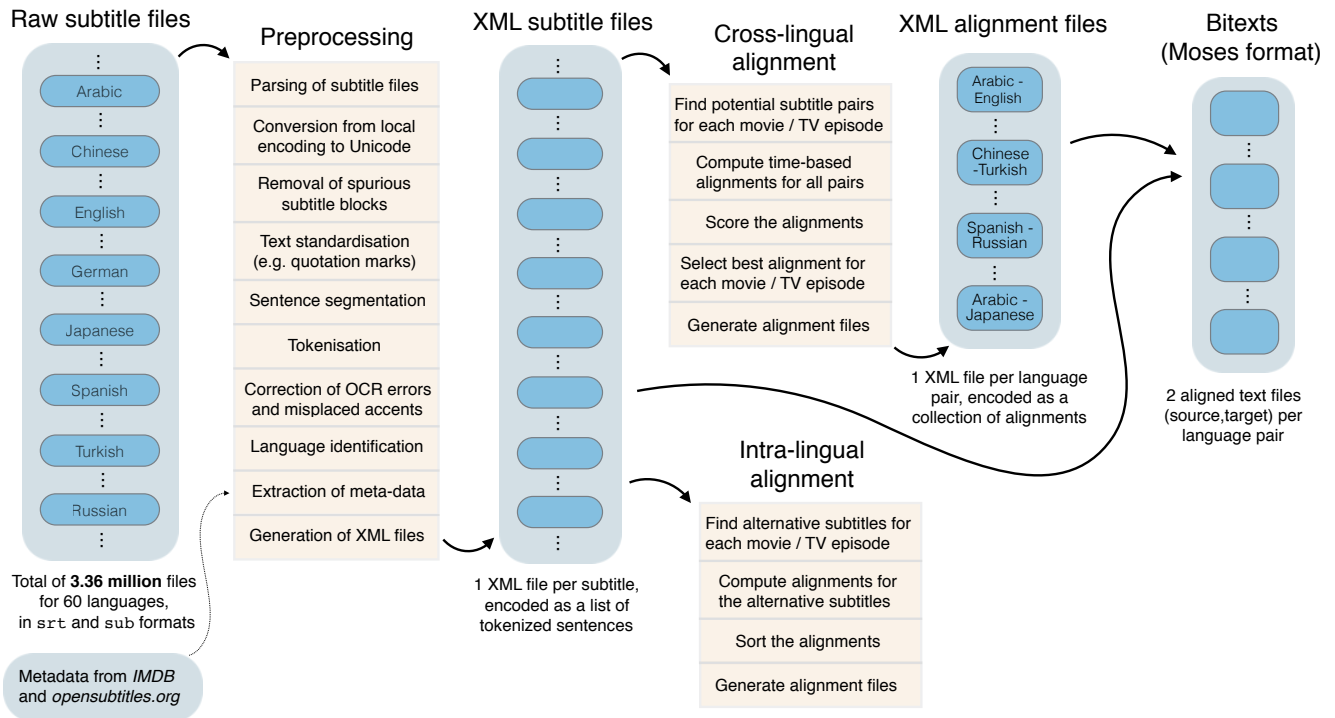 Raw subtitle files
Arabic
Chinese
English
German
Japanese
Spanish
Turkish
Russian
Total of 3.36 million files
for 60 languages,
in srt and sub formats
Metadata from IMDB
and opensubtitles.org
Preprocessing
Parsing of subtitle files
Conversion from local
encoding to Unicode
Removal of spurious
subtitle blocks
Text standardisation
(e.g. quotation marks)
Sentence segmentation
Tokenisation
Correction of OCR errors
and misplaced accents
Language identification
Extraction of meta-data
Generation of XML files
XML subtitle files
1 XML file per subtitle,
encoded as a list of
tokenized sentences
Cross-lingual
alignment
Find potential subtitle pairs
for each movie / TV episode
Compute time-based
alignments for all pairs
Score the alignments
Select best alignment for
each movie / TV episode
Generate alignment files
Intra-lingual
alignment
Find alternative subtitles for
each movie / TV episode
Compute alignments for
the alternative subtitles
Sort the alignments
Generate alignment files
XML alignment files
Arabic -
English
Chinese
-Turkish
Spanish -
Russian
Arabic -
Japanese
1 XML file per language
pair, encoded as a
collection of alignments
Bitexts
(Moses format)
2 aligned text files
(source,target) per
language pair